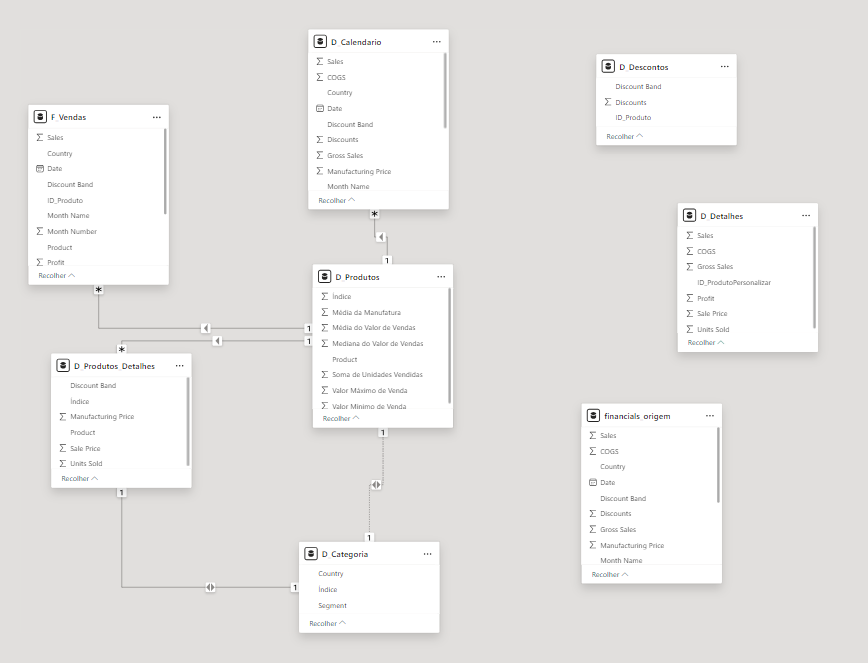 D_Calendario
Sales
COGS
Country
Date
Discount Band
Discounts
Gross Sales
Manufacturing Price
Month Name
Recolher
D_Descontos
Discount Band
Discounts
ID_Produto
Recolher
F_Vendas
Sales
Country
Date
Discount Band
ID_Produto
Month Name
Month Number
Product
Profit
Recolher
D_Detalhes
Sales
COGS
Gross Sales
ID_ProdutoPersonalizar
Profit
Sale Price
Units Sold
Recolher
* 
1
D_Produtos
Índice
Média da Manufatura
Média do Valor de Vendas
Mediana do Valor de Vendas
Product
Soma de Unidades Vendidas
Valor Máximo de Venda
Valor Mínimo de Venda
Recolher
*
1
1
*
D_Produtos_Detalhes
Discount Band
Índice
Manufacturing Price
Product
Sale Price
Units Sold
Recolher
financials_origem
Sales
COGS
Country
Date
Discount Band
Discounts
Gross Sales
Manufacturing Price
Month Name
Recolher
1
1
1
1
D_Categoria
Country
Índice
Segment
Recolher